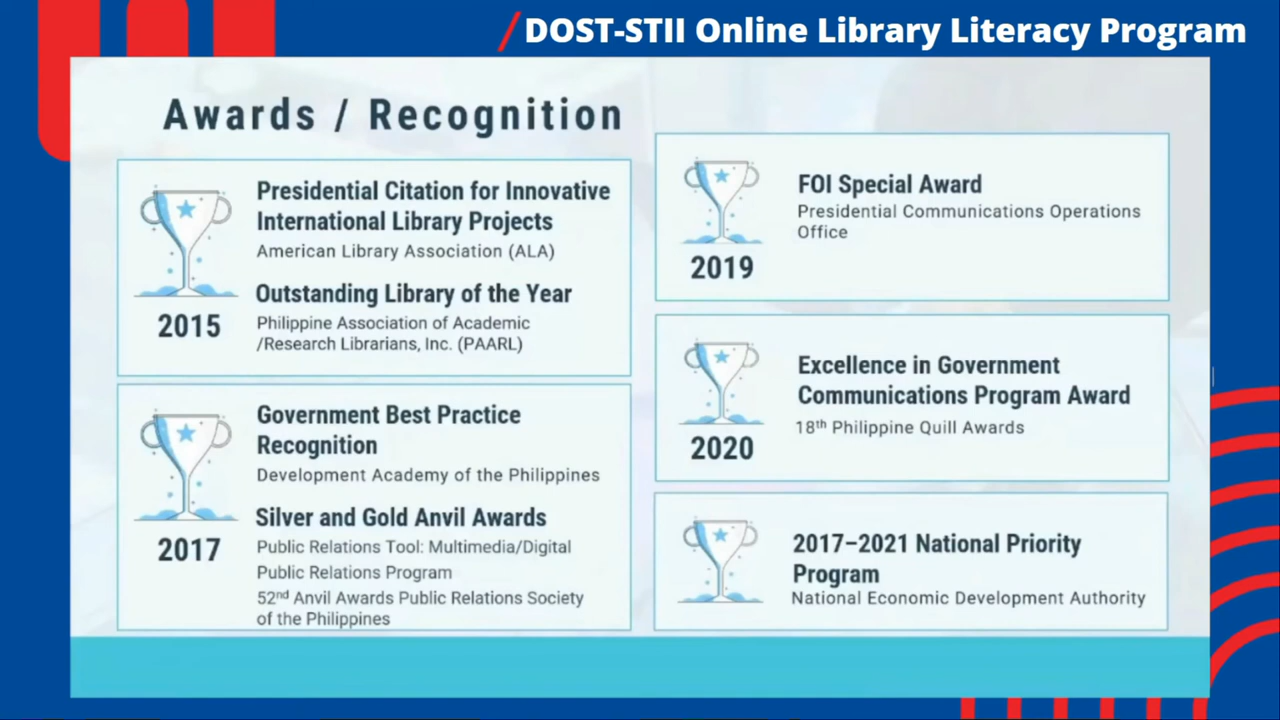 /DOST-STII Online Library Literacy Program
Awards / Recognition
Presidential Citation for Innovative
International Library Projects
American Library Association (ALA)
Outstanding Library of the Year
Philippine Association of Academic
/Research Librarians, Inc. (PAARL)
2015
Government Best Practice
Recognition
Development Academy of the Philippines
Silver and Gold Anvil Awards
Public Relations Tool: Multimedia/Digital
Public Relations Program
52nd Anvil Awards Public Relations Society
of the Philippines
2017
FOI Special Award
Presidential Communications Operations
Office
2019
Excellence in Government
Communications Program Award
18th Philippine Quill Awards
2020
2017–2021 National Priority
Program
National Economic Development Authority